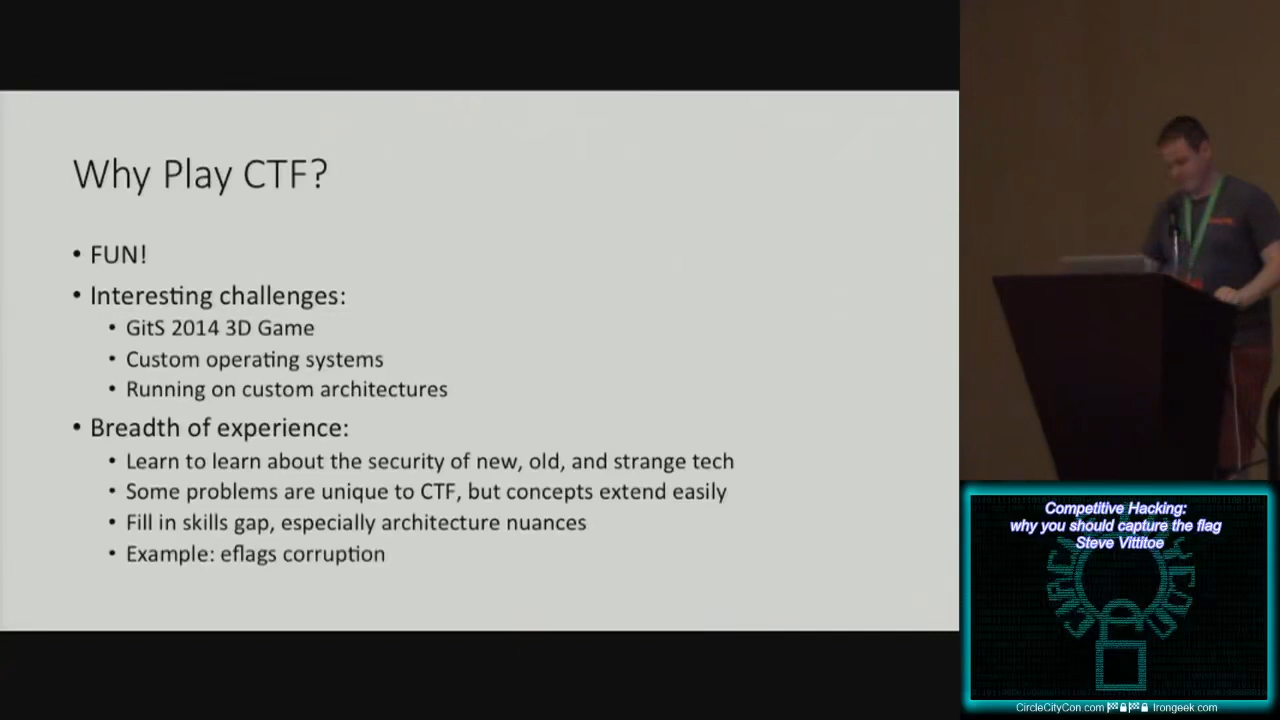 Why Play CTF?
• FUN!
• Interesting challenges:
• GitS 2014 3D Game
• Custom operating systems
• Running on custom architectures
• Breadth of experience:
• Learn to learn about the security of new, old, and strange tech
• Some problems are unique to CTF, but concepts extend easily
• Fill in skills gap, especially architecture nuances
• Example: eflags corruption
Competitive Hacking:
why you should capture the flag
Steve Vittitoe
CircleCityCon.com Irongeek.com